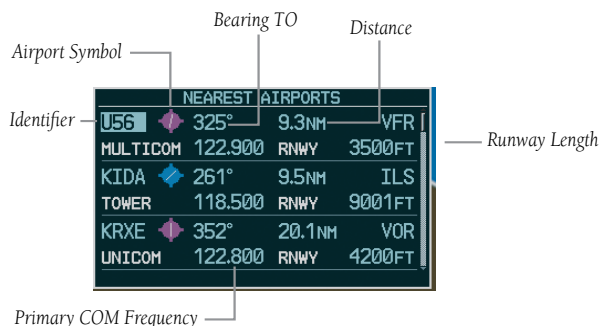 Bearing TO
Distance
Airport Symbol
NEAREST AIRPORTS
Identifier
U56 325° 9.3NM VFR
MULTICOM 122.900 RNWY 3500FT
Runway Length
KIDA 261° 9.5NM ILS
TOWER 118.500 RNWY 9001FT
KRXE 352° 20.1NM VOR
UNICOM 122.800 RNWY 4200FT
Primary COM Frequency